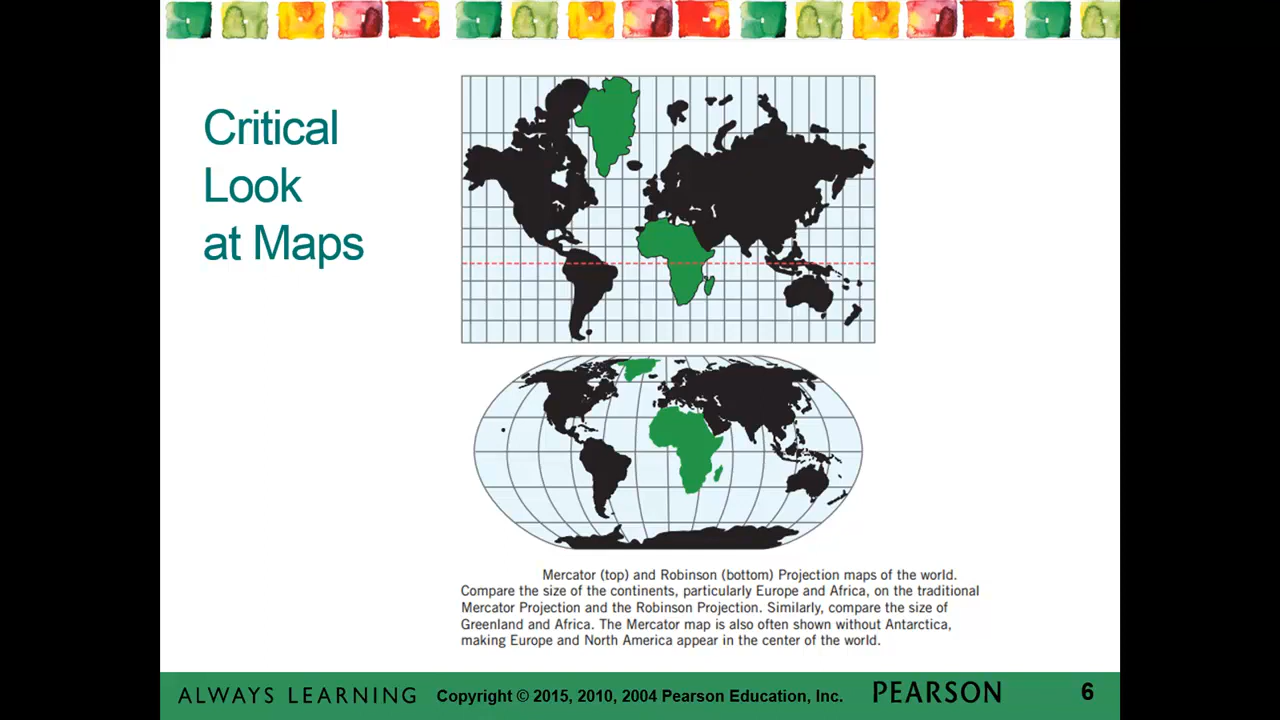 Critical
Look
at Maps
Mercator (top) and Robinson (bottom) Projection maps of the world.
Compare the size of the continents, particularly Europe and Africa, on the traditional
Mercator Projection and the Robinson Projection. Similarly, compare the size of
Greenland and Africa. The Mercator map is also often shown without Antarctica,
making Europe and North America appear in the center of the world.
ALWAYS LEARNING
Copyright © 2015, 2010, 2004 Pearson Education, Inc.
PEARSON
6